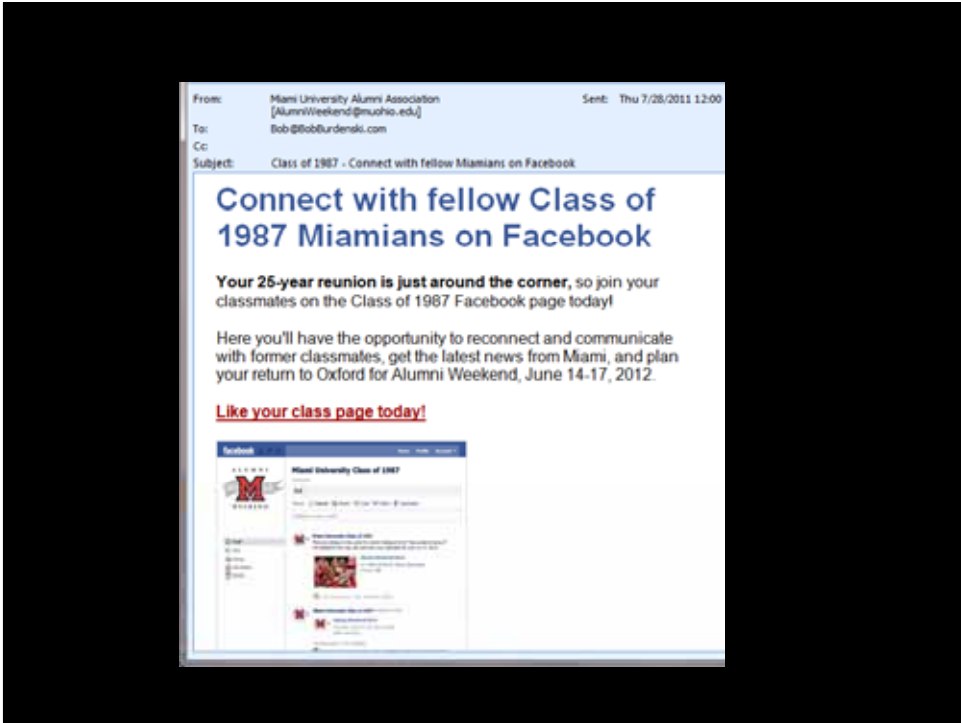 From: Miami University Alumni Association Sent: Thu 7/28/2011 12:00
[AlumniWeekend@muohio.edu]
To: Bob@BobBurdenski.com
Cc:
Subject: Class of 1987 - Connect with fellow Miamians on Facebook
Connect with fellow Class of
1987 Miamians on Facebook
Your 25-year reunion is just around the corner, so join your
classmates on the Class of 1987 Facebook page today!
Here you'll have the opportunity to reconnect and communicate
with former classmates, get the latest news from Miami, and plan
your return to Oxford for Alumni Weekend, June 14-17, 2012.
Like your class page today!
facebook
ALUMNI
M
WEEKEND
Miami University Class of 1987